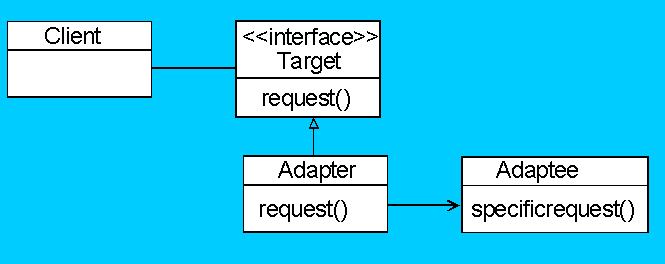 Client
<<interface>>
Target
request()
Adapter
request()
Adaptee
specificrequest()